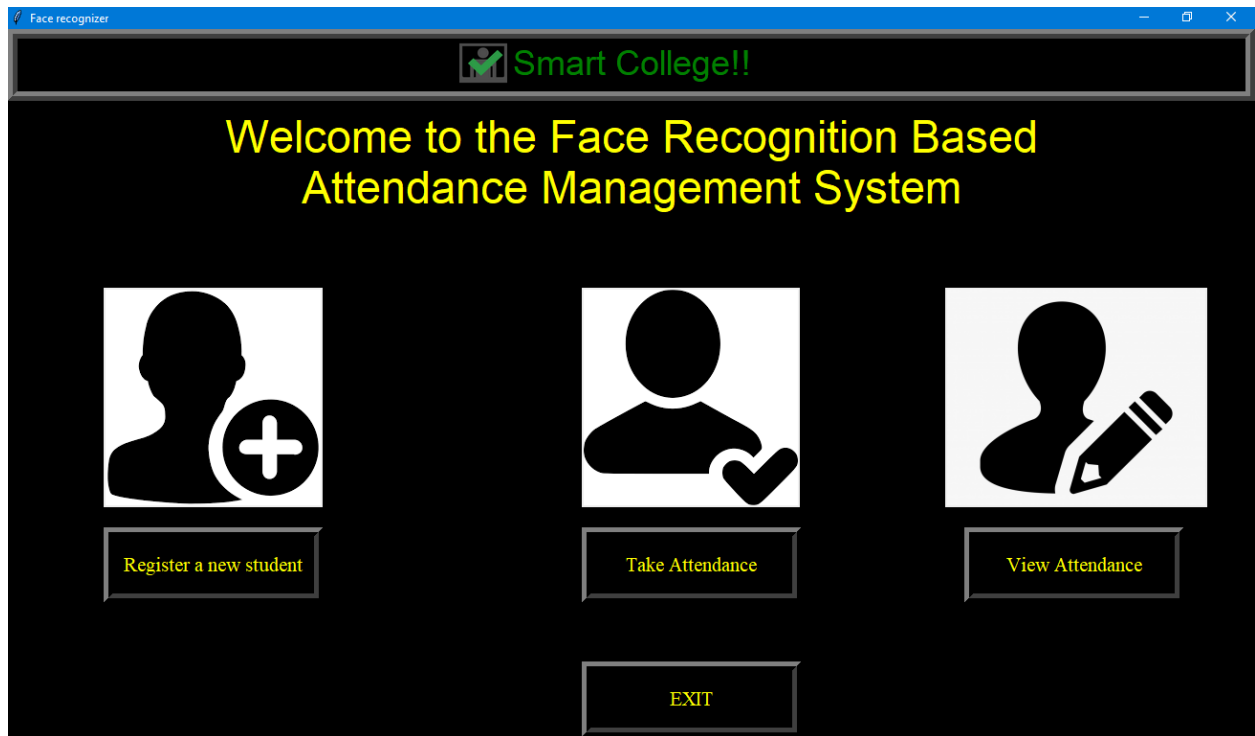 Face recognizer
Smart College!!
Welcome to the Face Recognition Based
Attendance Management System
Register a new student
Take Attendance
View Attendance
EXIT